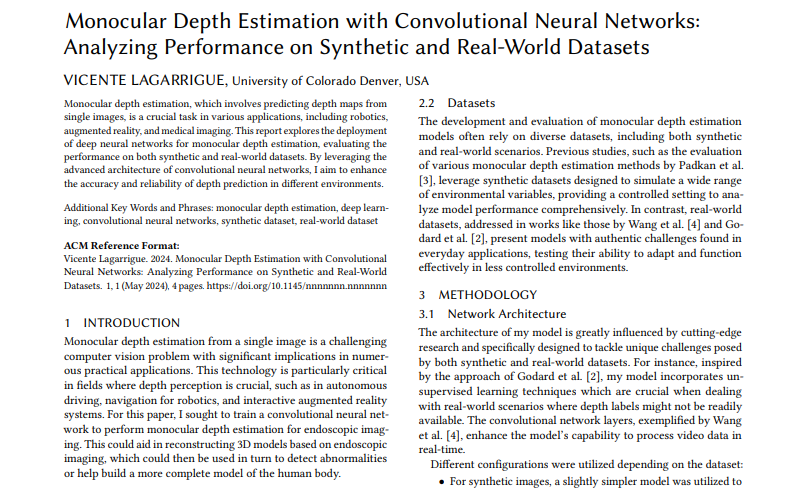 Monocular Depth Estimation with Convolutional Neural Networks:
Analyzing Performance on Synthetic and Real-World Datasets
VICENTE LAGARRIGUE, University of Colorado Denver, USA
Monocular depth estimation, which involves predicting depth maps from
single images, is a crucial task in various applications, including robotics,
augmented reality, and medical imaging. This report explores the deployment
of deep neural networks for monocular depth estimation, evaluating the
performance on both synthetic and real-world datasets. By leveraging the
advanced architecture of convolutional neural networks, I aim to enhance
the accuracy and reliability of depth prediction in different environments.
Additional Key Words and Phrases: monocular depth estimation, deep learn-
ing, convolutional neural networks, synthetic dataset, real-world dataset
ACM Reference Format:
Vicente Lagarrigue. 2024. Monocular Depth Estimation with Convolutional
Neural Networks: Analyzing Performance on Synthetic and Real-World
Datasets. 1, 1 (May 2024), 4 pages. https://doi.org/10.1145/nnnnnnn.nnnnnnn
1 INTRODUCTION
Monocular depth estimation from a single image is a challenging
computer vision problem with significant implications in numer-
ous practical applications. This technology is particularly critical
in fields where depth perception is crucial, such as in autonomous
driving, navigation for robotics, and interactive augmented reality
systems. For this paper, I sought to train a convolutional neural net-
work to perform monocular depth estimation for endoscopic imag-
ing. This could aid in reconstructing 3D models based on endoscopic
imaging, which could then be used in turn to detect abnormalities
or help build a more complete model of the human body.
2.2 Datasets
The development and evaluation of monocular depth estimation
models often rely on diverse datasets, including both synthetic
and real-world scenarios. Previous studies, such as the evaluation
of various monocular depth estimation methods by Padkan et al.
[3], leverage synthetic datasets designed to simulate a wide range
of environmental variables, providing a controlled setting to ana-
lyze model performance comprehensively. In contrast, real-world
datasets, addressed in works like those by Wang et al. [4] and Go-
dard et al. [2], present models with authentic challenges found in
everyday applications, testing their ability to adapt and function
effectively in less controlled environments.
3 METHODOLOGY
3.1 Network Architecture
The architecture of my model is greatly influenced by cutting-edge
research and specifically designed to tackle unique challenges posed
by both synthetic and real-world datasets. For instance, inspired
by the approach of Godard et al. [2], my model incorporates un-
supervised learning techniques which are crucial when dealing
with real-world scenarios where depth labels might not be readily
available. The convolutional network layers, exemplified by Wang
et al. [4], enhance the model's capability to process video data in
real-time.
Different configurations were utilized depending on the dataset:
• For synthetic images, a slightly simpler model was utilized to